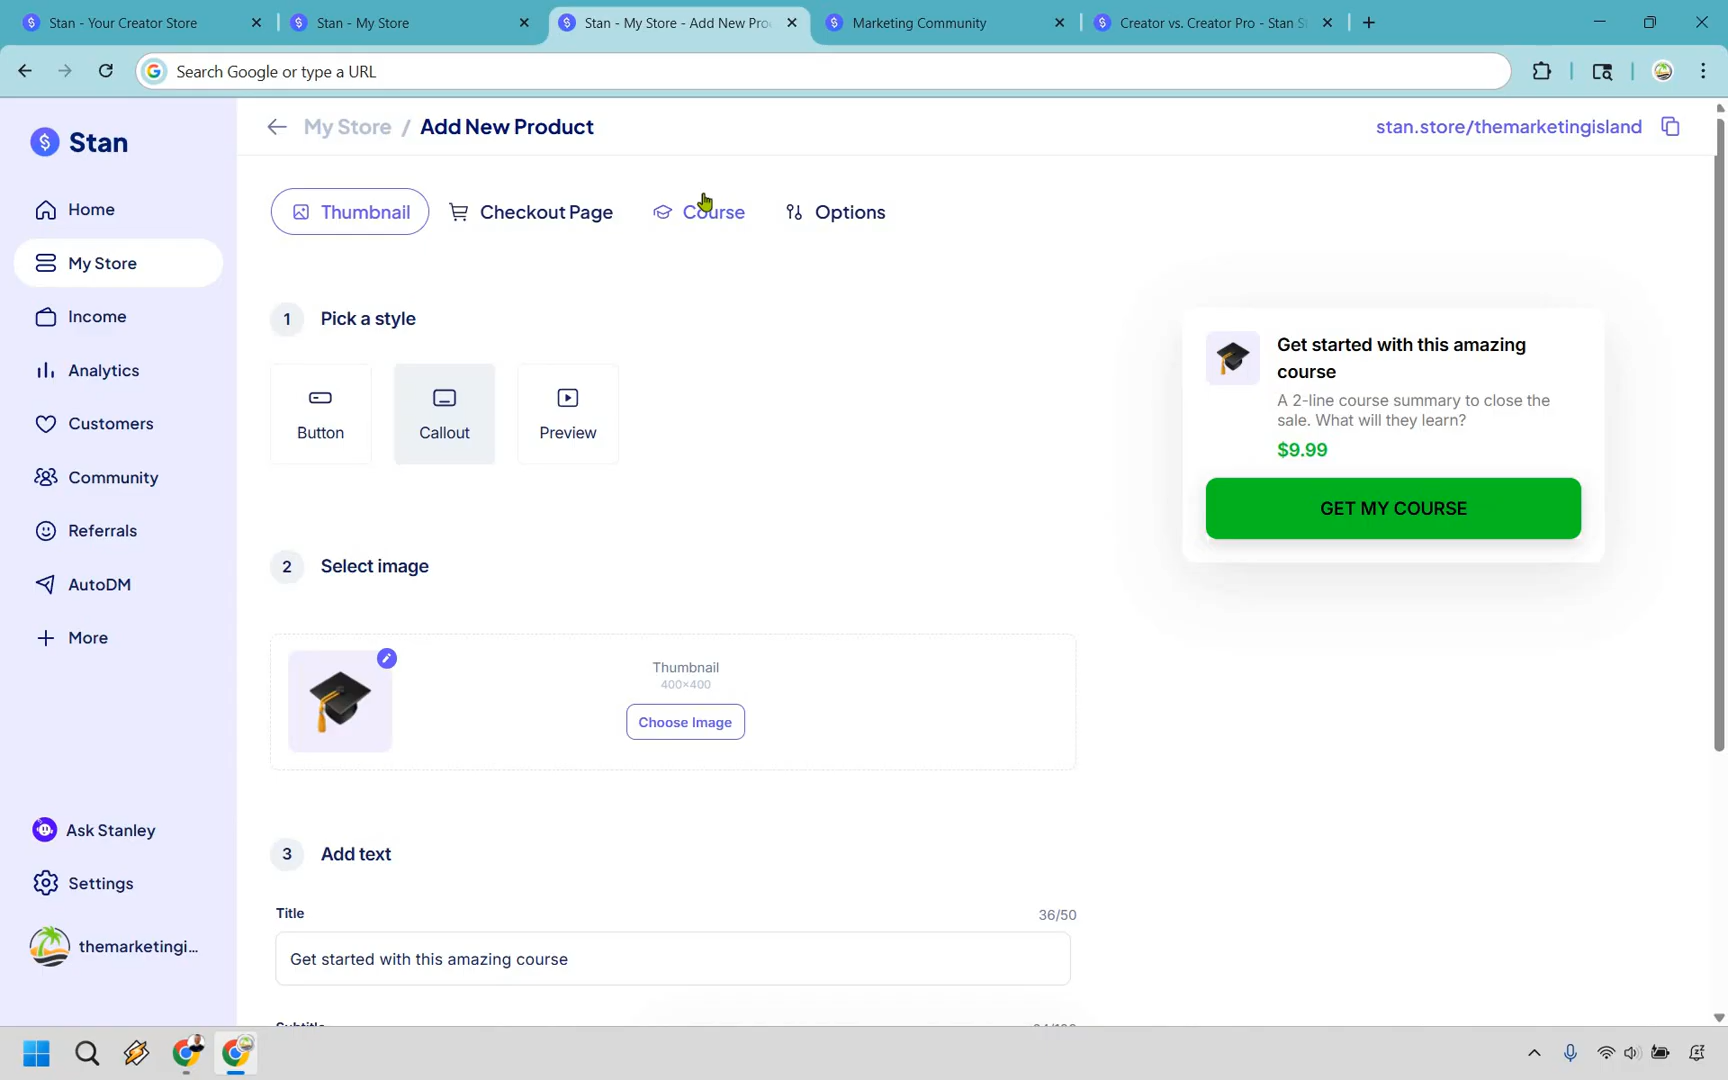 Stan - Your Creator Store
Stan - My Store
Stan - My Store - Add New Pro
Marketing Community
Creator vs. Creator Pro - Stan S
Search Google or type a URL
Stan
My Store / Add New Product
stan.store/themarketingisland
Home
My Store
Income
Analytics
Customers
Community
Referrals
AutoDM
More
Ask Stanley
Settings
themarketingi...
Thumbnail
Checkout Page
Course
Options
1 Pick a style
Button
Callout
Preview
2 Select image
Thumbnail
400×400
Choose Image
3 Add text
Title
36/50
Get started with this amazing course
Subtitle
Get started with this amazing
course
A 2-line course summary to close the
sale. What will they learn?
$9.99
GET MY COURSE